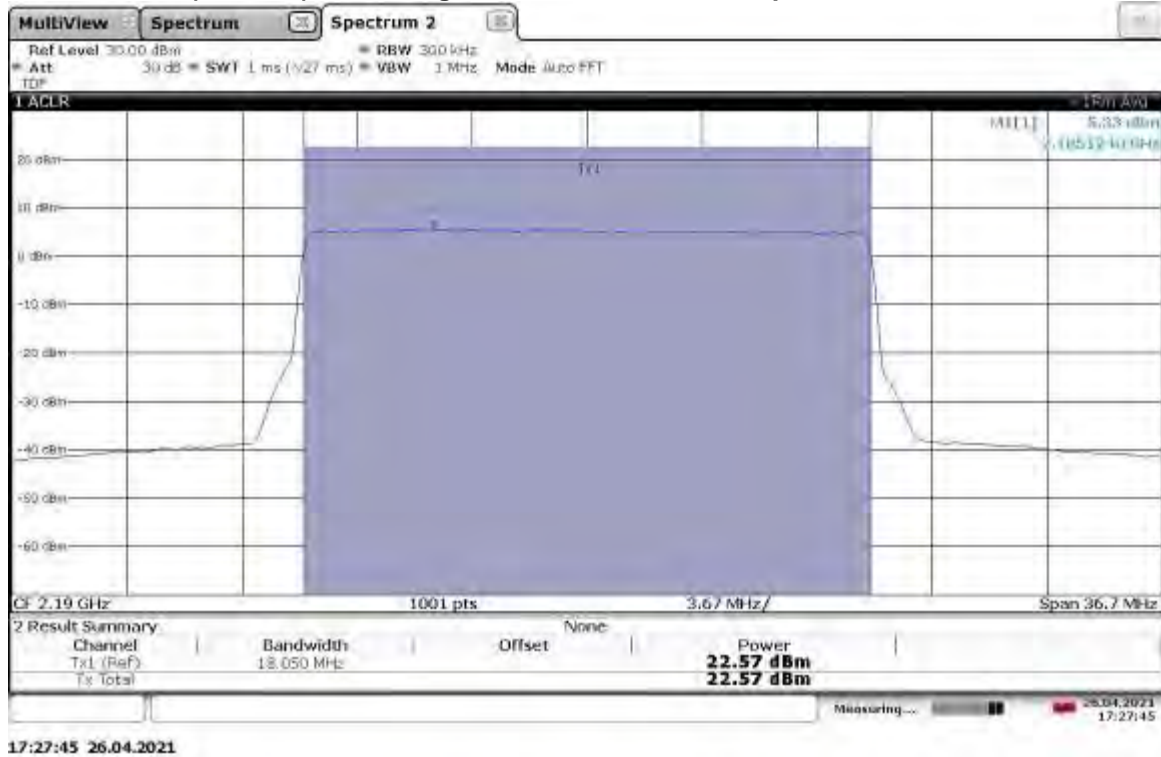 MultiView Spectrum Spectrum 2
Ref Level 30.00 dBm RBW 300 kHz
Att 30 dB SWT 1 ms (~27 ms) VBW 1 MHz Mode Auto FFT
TDF
1 ACLR 1Rm Avg
M1[1] 5.33 dBm
GHz
20 dBm
Tx1
10 dBm
0 dBm
-10 dBm
-20 dBm
-30 dBm
-40 dBm
-50 dBm
-60 dBm
CF 2.19 GHz 1001 pts 3.67 MHz/ Span 36.7 MHz
2 Result Summary None
Channel Bandwidth Offset Power
Tx1 (Ref) 18.050 MHz 22.57 dBm
Tx Total 22.57 dBm
Measuring... 26.04.2021
17:27:45
17:27:45 26.04.2021